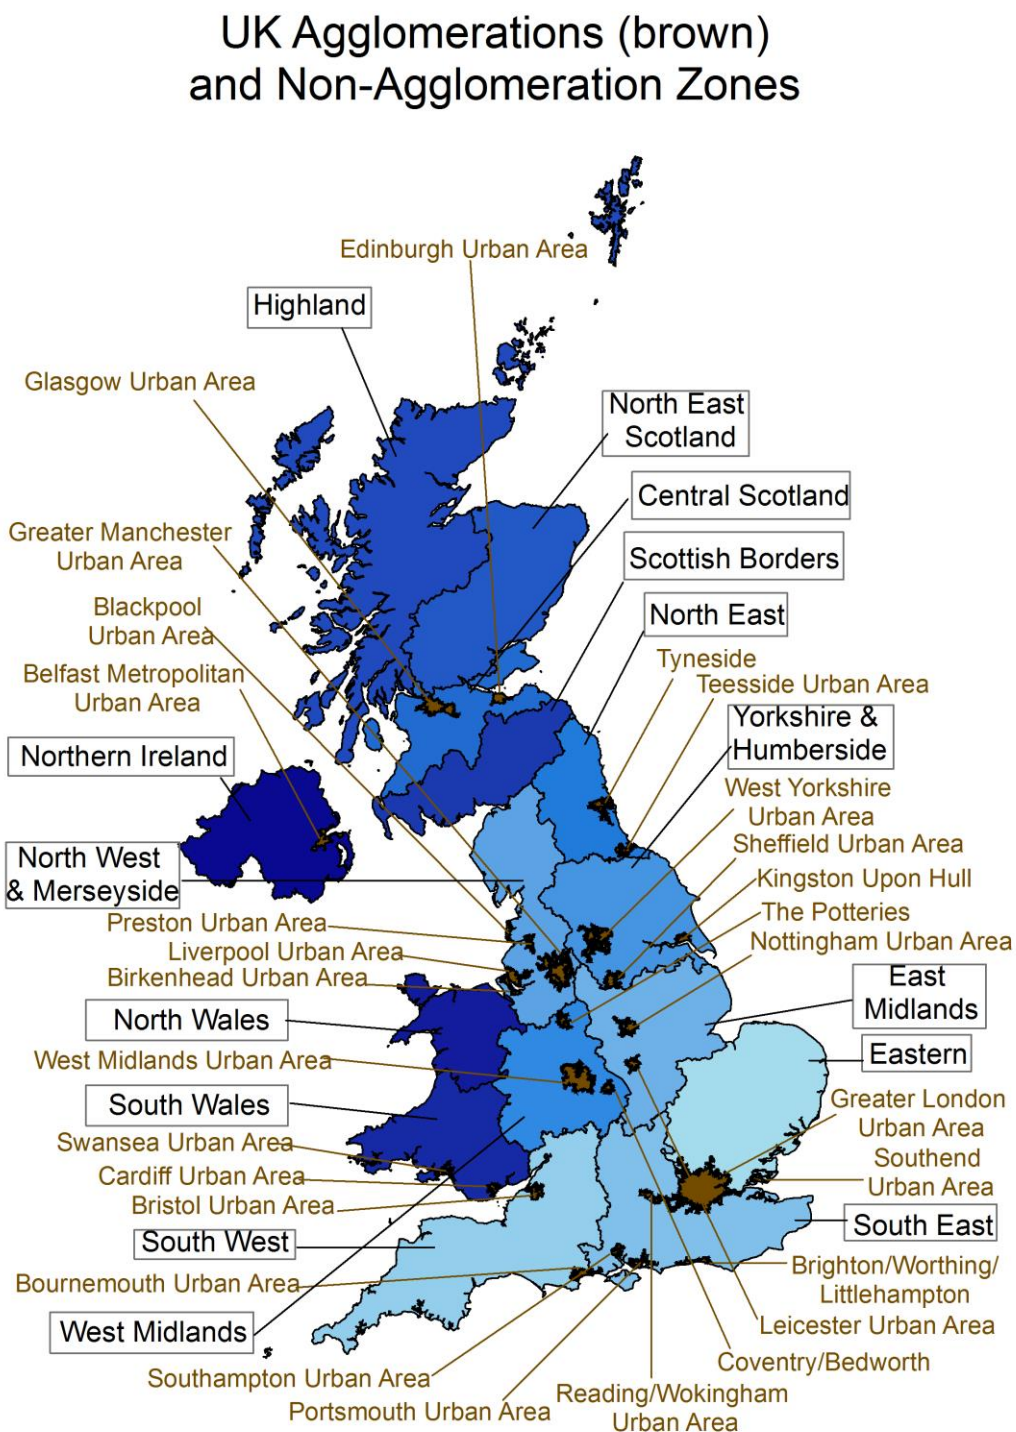 UK Agglomerations (brown)
and Non-Agglomeration Zones
Edinburgh Urban Area
Highland
Glasgow Urban Area
North East
Scotland
Central Scotland
Greater Manchester
Urban Area
Scottish Borders
Blackpool
Urban Area
North East
Belfast Metropolitan
Urban Area
Tyneside
Teesside Urban Area
Yorkshire &
Humberside
Northern Ireland
West Yorkshire
Urban Area
Sheffield Urban Area
North West
& Merseyside
Kingston Upon Hull
The Potteries
Preston Urban Area
Nottingham Urban Area
Liverpool Urban Area
Birkenhead Urban Area
East
Midlands
North Wales
Eastern
West Midlands Urban Area
South Wales
Greater London
Urban Area
Swansea Urban Area
Southend
Urban Area
Cardiff Urban Area
Bristol Urban Area
South East
South West
Bournemouth Urban Area
Brighton/Worthing/
Littlehampton
West Midlands
Leicester Urban Area
Coventry/Bedworth
Southampton Urban Area
Portsmouth Urban Area
Reading/Wokingham
Urban Area